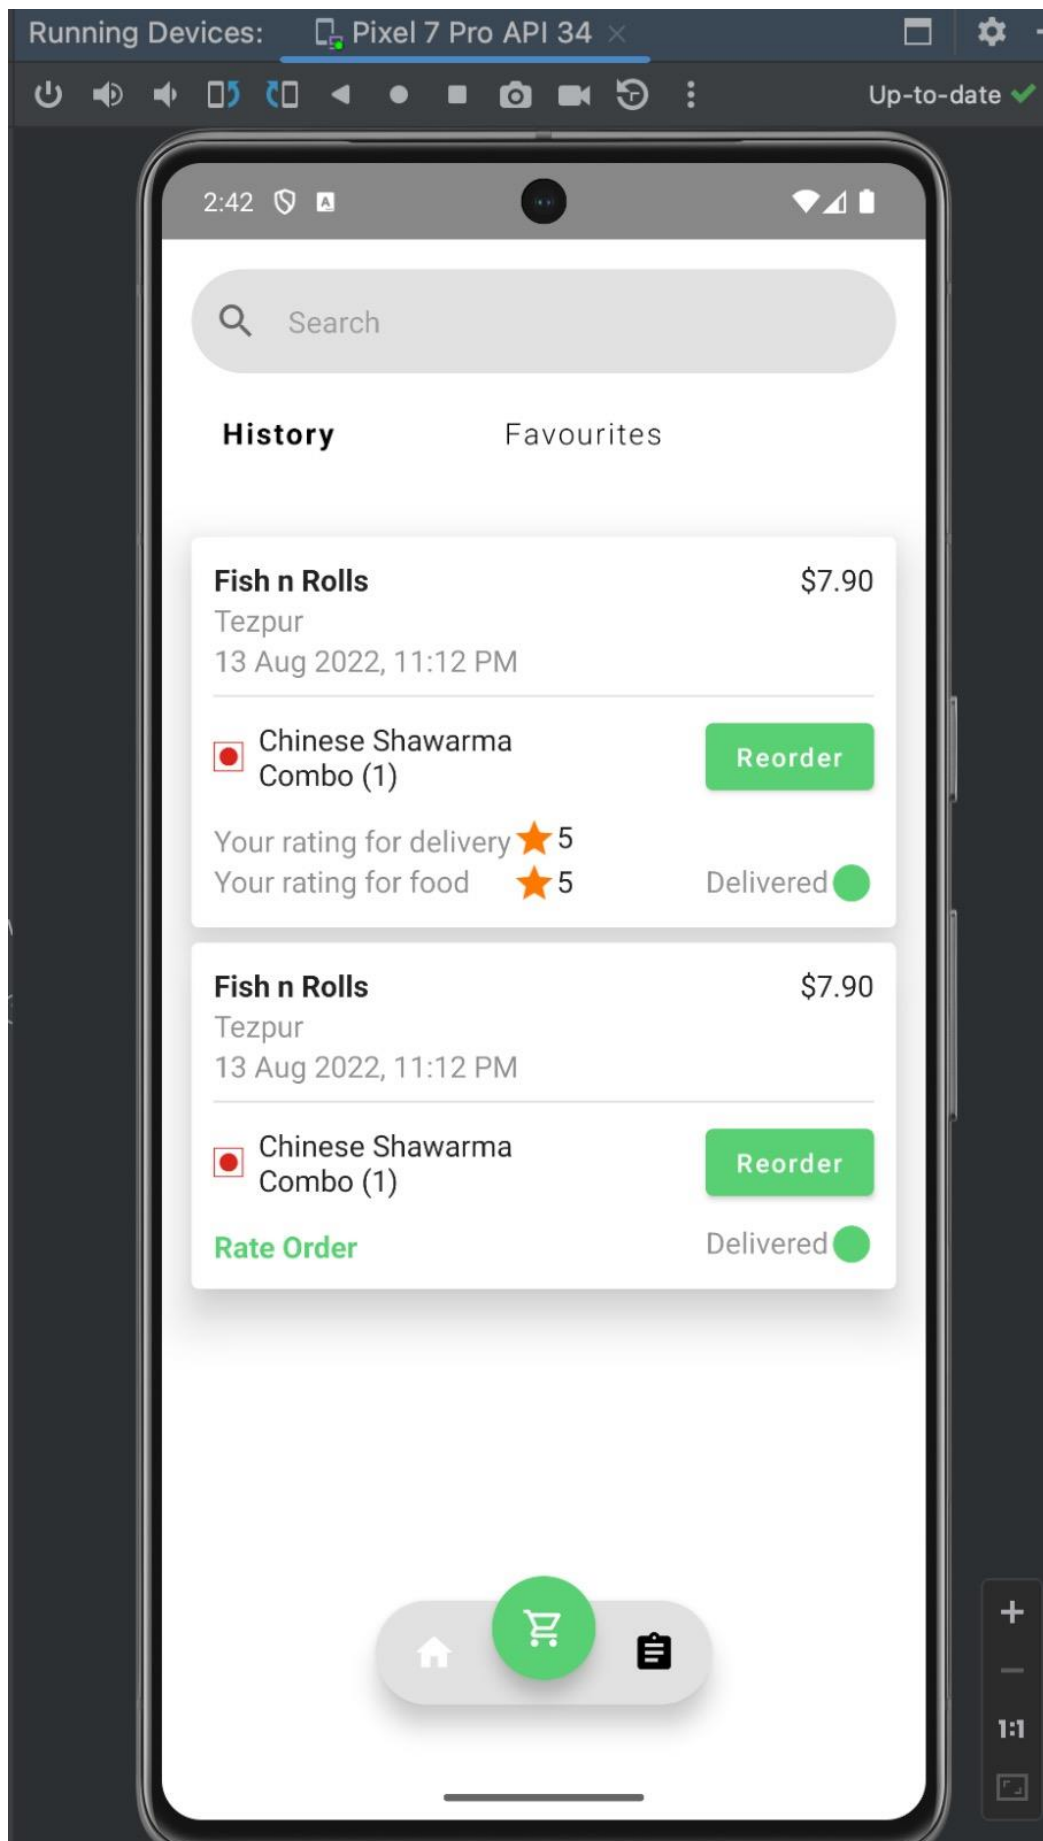 Running Devices: Pixel 7 Pro API 34
Up-to-date
2:42 A
Search
History Favourites
Fish n Rolls $7.90
Tezpur
13 Aug 2022, 11:12 PM
Chinese Shawarma
Combo (1)
Reorder
Your rating for delivery 5
Your rating for food 5 Delivered
Fish n Rolls $7.90
Tezpur
13 Aug 2022, 11:12 PM
Chinese Shawarma
Combo (1)
Reorder
Rate Order Delivered
1:1